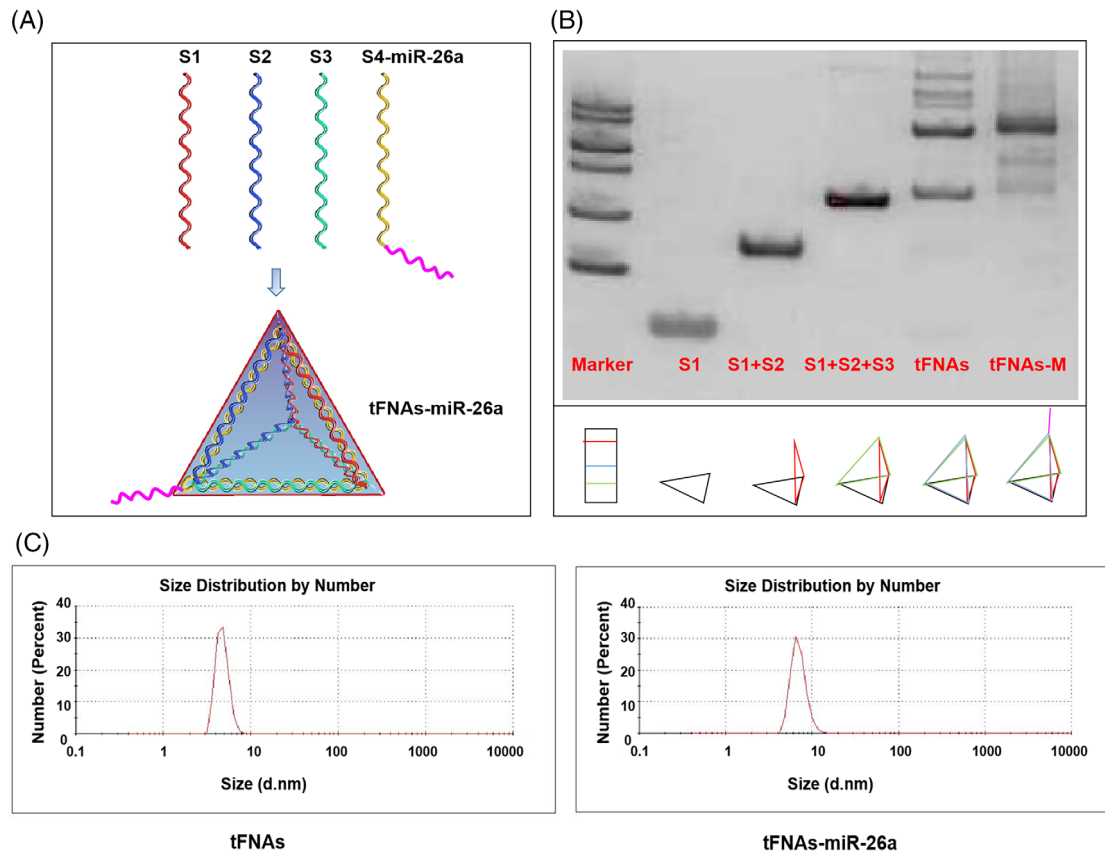 (A)
S1 S2 S3 S4-miR-26a
tFNAs-miR-26a
(B)
Marker S1 S1+S2 S1+S2+S3 tFNAs tFNAs-M
(C)
Size Distribution by Number
Number (Percent)
40
30
20
10
0
0.1 1 10 100 1000 10000
Size (d.nm)
tFNAs
Size Distribution by Number
Number (Percent)
40
30
20
10
0
0.1 1 10 100 1000 10000
Size (d.nm)
tFNAs-miR-26a